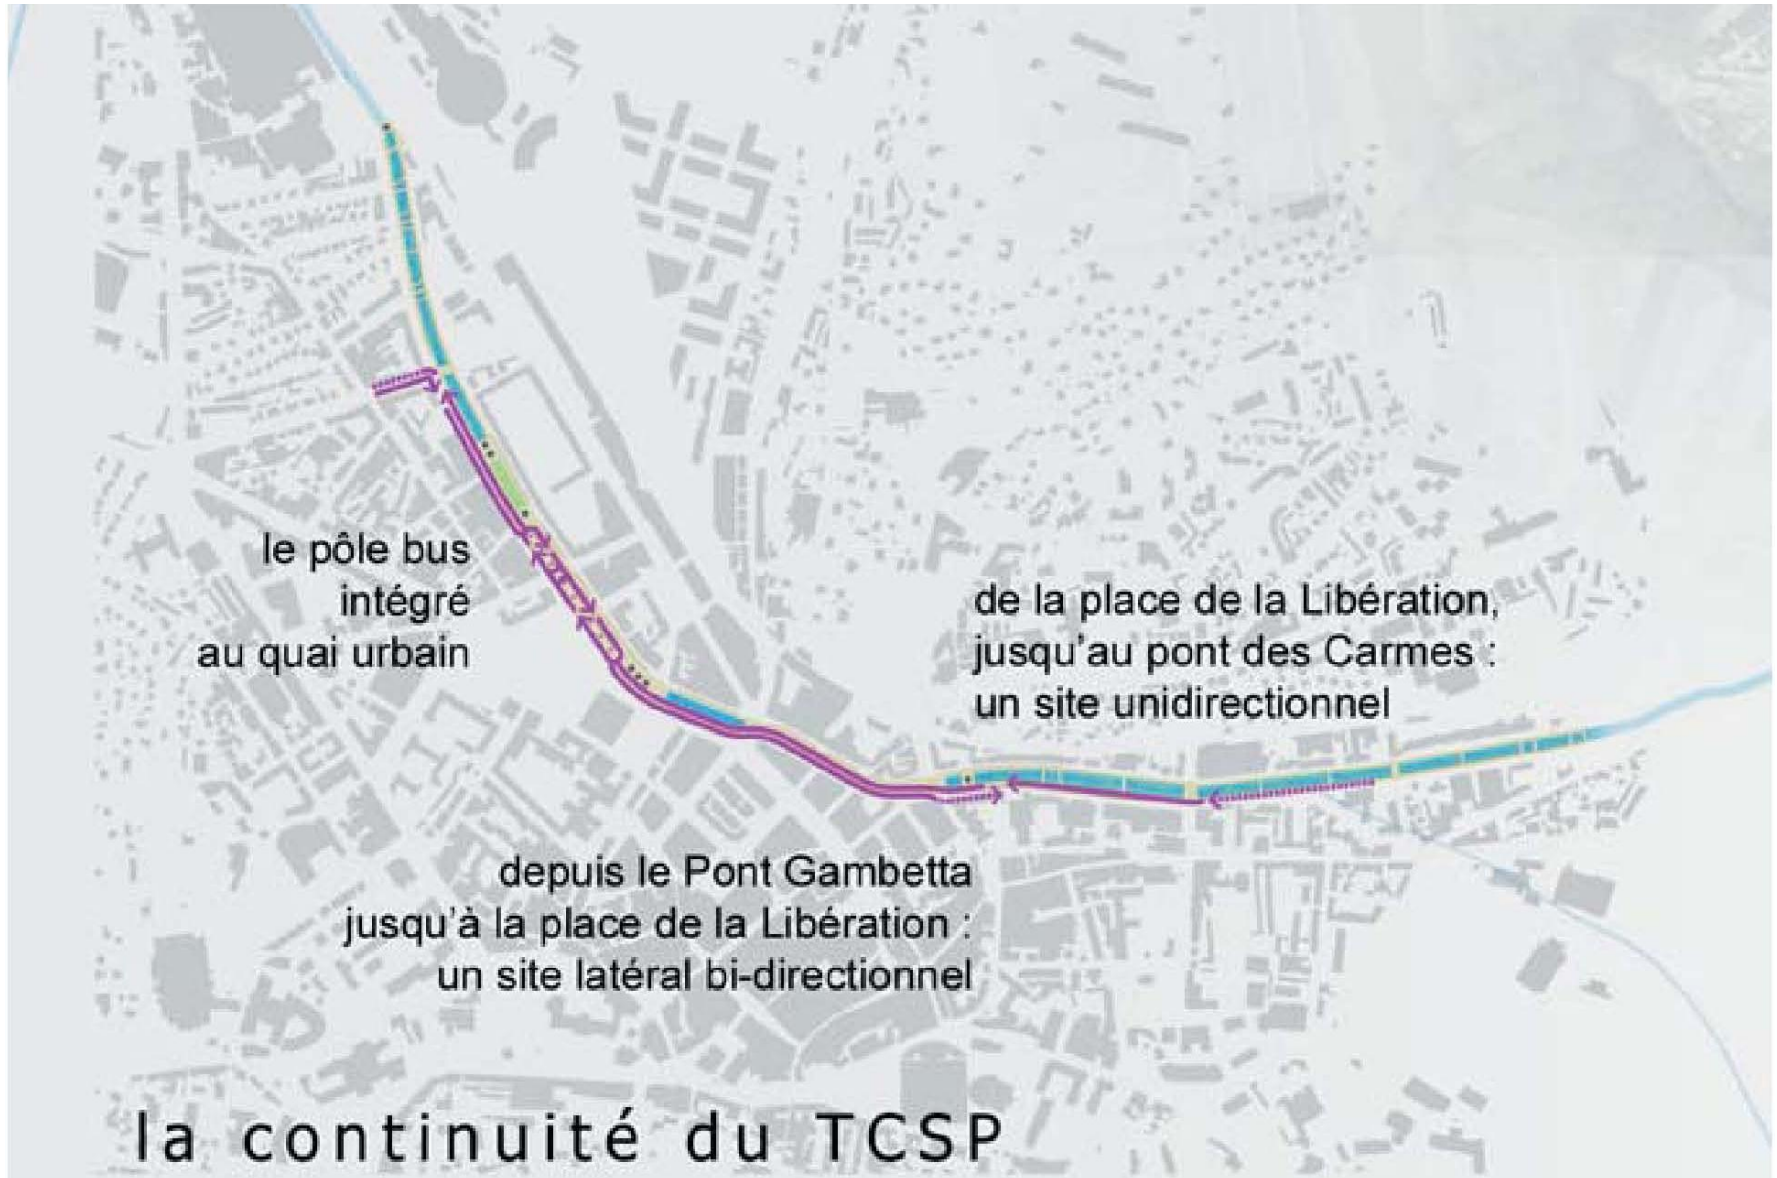 le pôle bus
intégré
au quai urbain
de la place de la Libération,
jusqu'au pont des Carmes :
un site unidirectionnel
depuis le Pont Gambetta
jusqu'à la place de la Libération :
un site latéral bi-directionnel
la continuité du TCSP